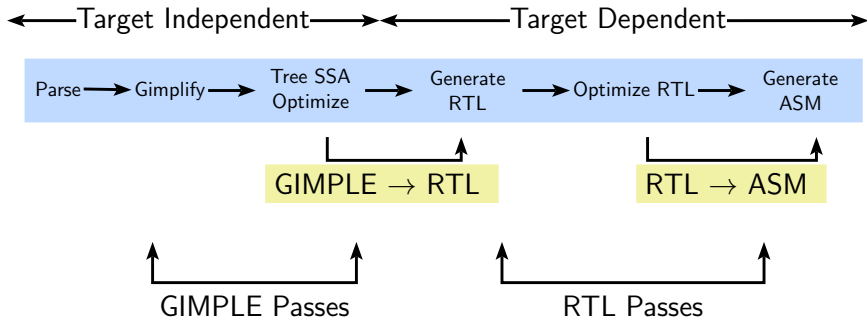 Target Independent
Target Dependent
Parse
Gimplify
Tree SSA
Optimize
Generate
RTL
Optimize RTL
Generate
ASM
GIMPLE → RTL
RTL → ASM
GIMPLE Passes
RTL Passes